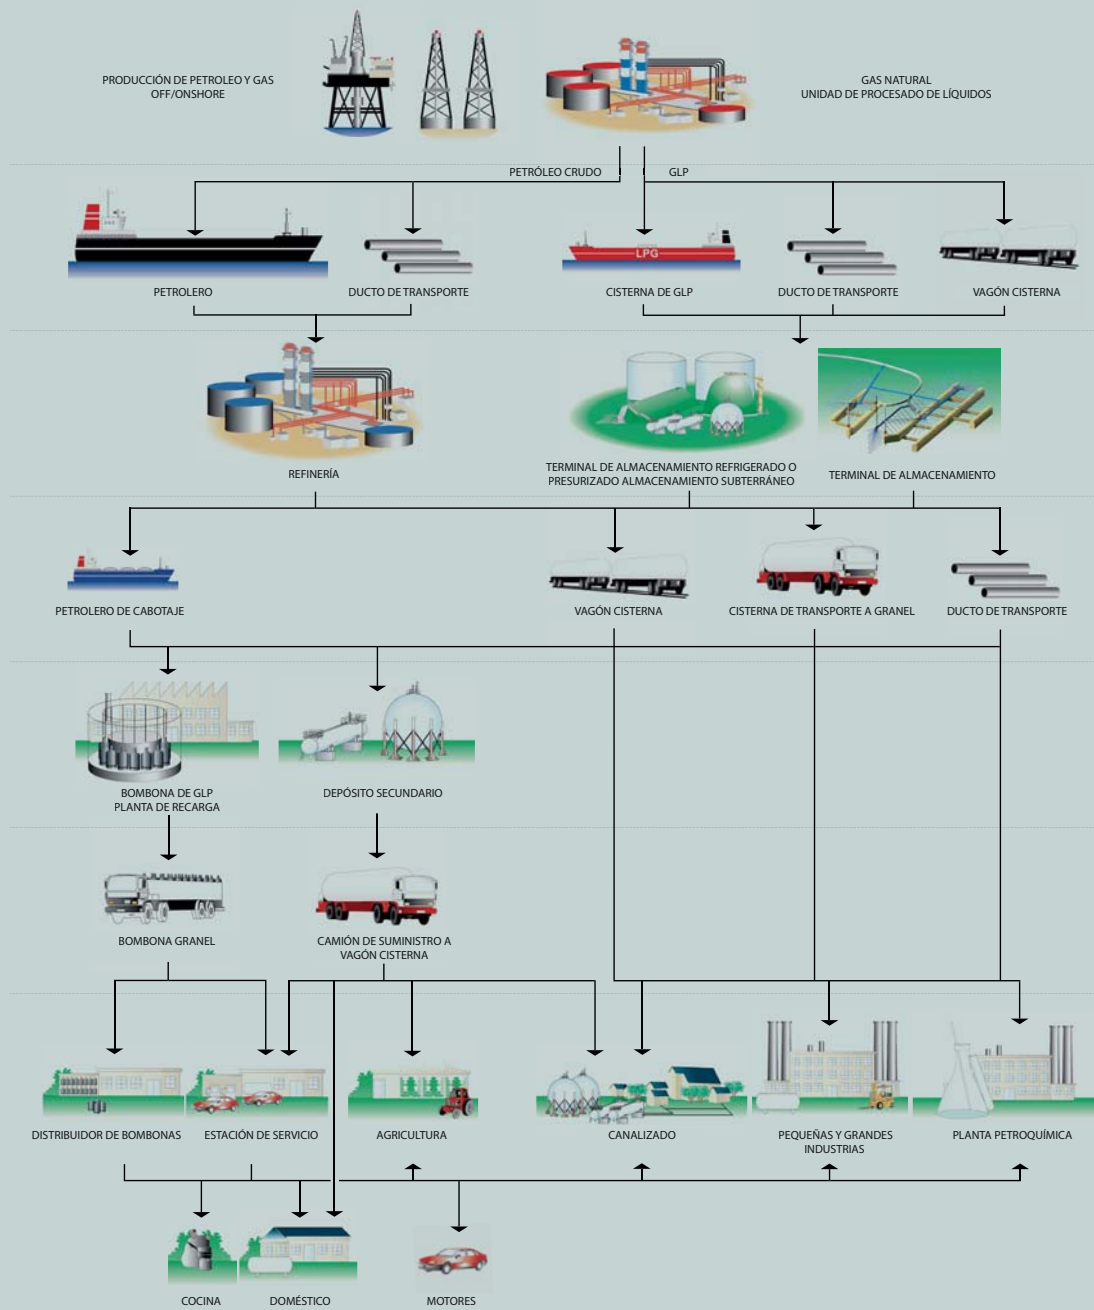 PRODUCCIÓN DE PETROLEO Y GAS
OFF/ONSHORE
GAS NATURAL
UNIDAD DE PROCESADO DE LÍQUIDOS
PETRÓLEO CRUDO
GLP
LPG
PETROLERO
DUCTO DE TRANSPORTE
CISTERNA DE GLP
DUCTO DE TRANSPORTE
VAGÓN CISTERNA
REFINERÍA
TERMINAL DE ALMACENAMIENTO REFRIGERADO O
PRESURIZADO ALMACENAMIENTO SUBTERRÁNEO
TERMINAL DE ALMACENAMIENTO
PETROLERO DE CABOTAJE
VAGÓN CISTERNA
CISTERNA DE TRANSPORTE A GRANEL
DUCTO DE TRANSPORTE
BOMBONA DE GLP
PLANTA DE RECARGA
DEPÓSITO SECUNDARIO
BOMBONA GRANEL
CAMIÓN DE SUMINISTRO A
VAGÓN CISTERNA
DISTRIBUIDOR DE BOMBONAS
ESTACIÓN DE SERVICIO
AGRICULTURA
CANALIZADO
PEQUEÑAS Y GRANDES
INDUSTRIAS
PLANTA PETROQUÍMICA
COCINA
DOMÉSTICO
MOTORES